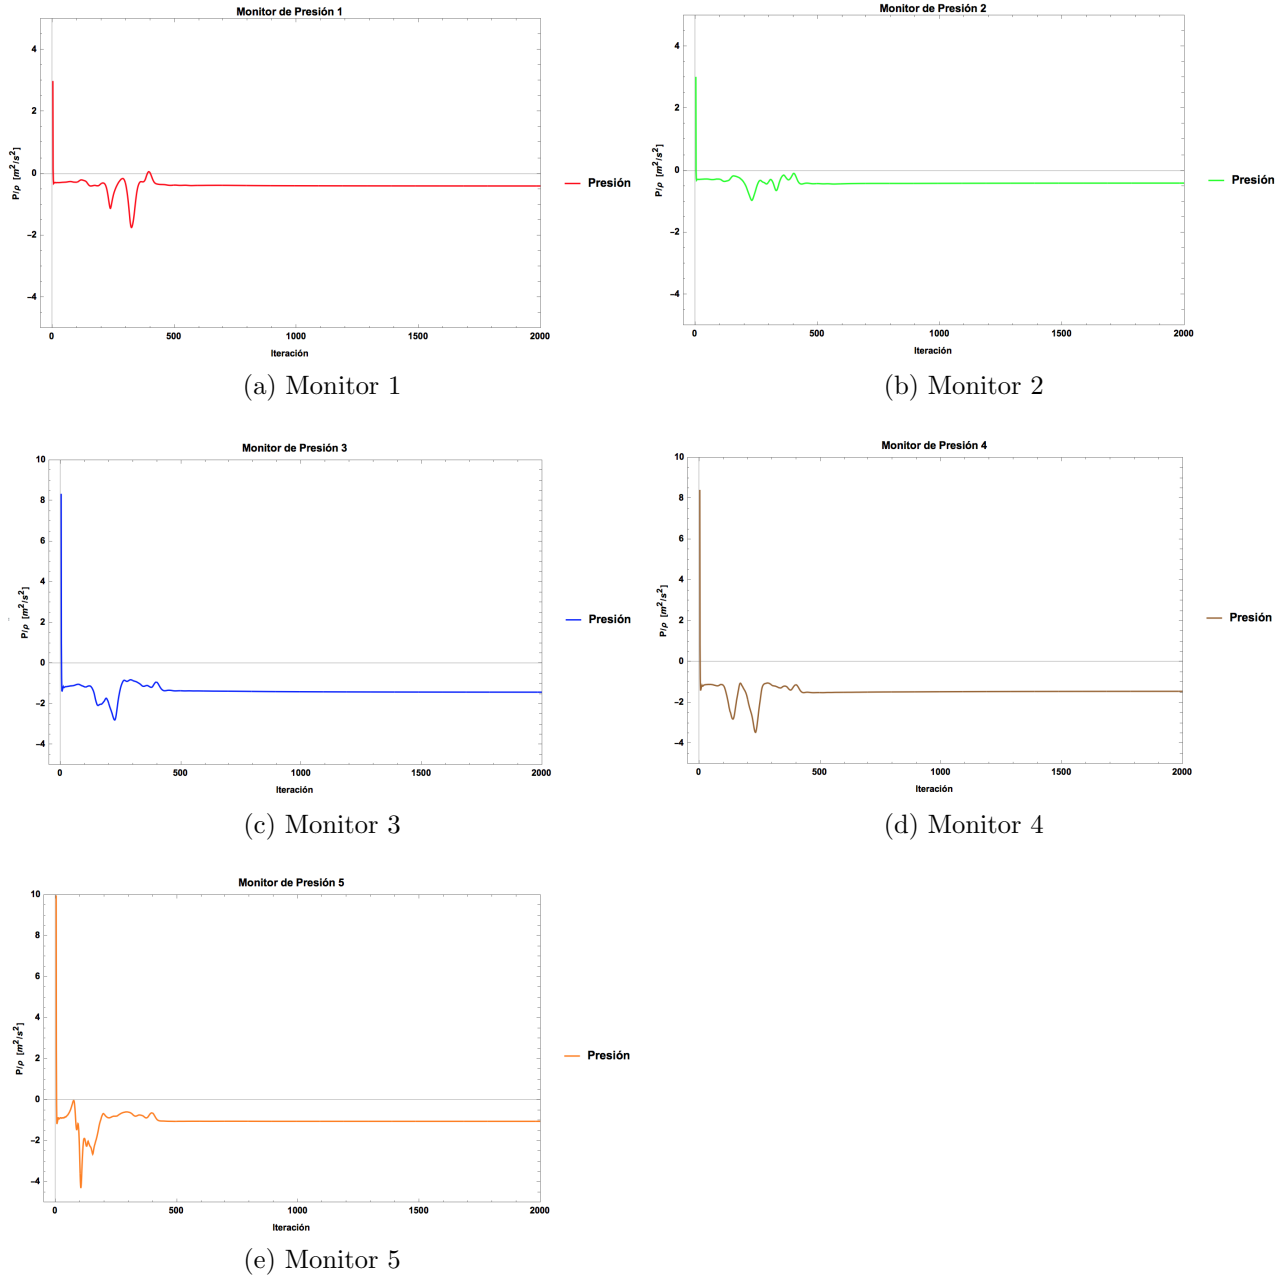 Monitor de Presión 1
4
2
0
−2
−4
P/ρ [m²/s²]
0 500 1000 1500 2000
Iteración
Presión
(a) Monitor 1
Monitor de Presión 2
4
2
0
−2
−4
P/ρ [m²/s²]
0 500 1000 1500 2000
Iteración
Presión
(b) Monitor 2
Monitor de Presión 3
10
8
6
4
2
0
−2
−4
P/ρ [m²/s²]
0 500 1000 1500 2000
Iteración
Presión
(c) Monitor 3
Monitor de Presión 4
10
8
6
4
2
0
−2
−4
P/ρ [m²/s²]
0 500 1000 1500 2000
Iteración
Presión
(d) Monitor 4
Monitor de Presión 5
10
8
6
4
2
0
−2
−4
P/ρ [m²/s²]
0 500 1000 1500 2000
Iteración
Presión
(e) Monitor 5